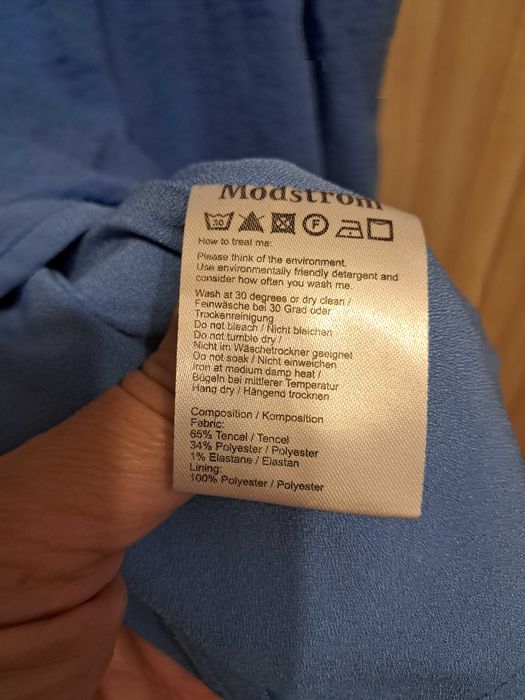 Modström
30 F
How to treat me:
Please think of the environment.
Use environmentally friendly detergent and
consider how often you wash me.
Wash at 30 degrees or dry clean /
Feinwäsche bei 30 Grad oder
Trockenreinigung
Do not bleach / Nicht bleichen
Do not tumble dry /
Nicht im Wäschetrockner geeignet
Do not soak / Nicht einweichen
Iron at medium damp heat /
Bügeln bei mittlerer Temperatur
Hang dry / Hängend trocknen
Composition / Komposition
Fabric:
65% Tencel / Tencel
34% Polyester / Polyester
1% Elastane / Elastan
Lining:
100% Polyester / Polyester